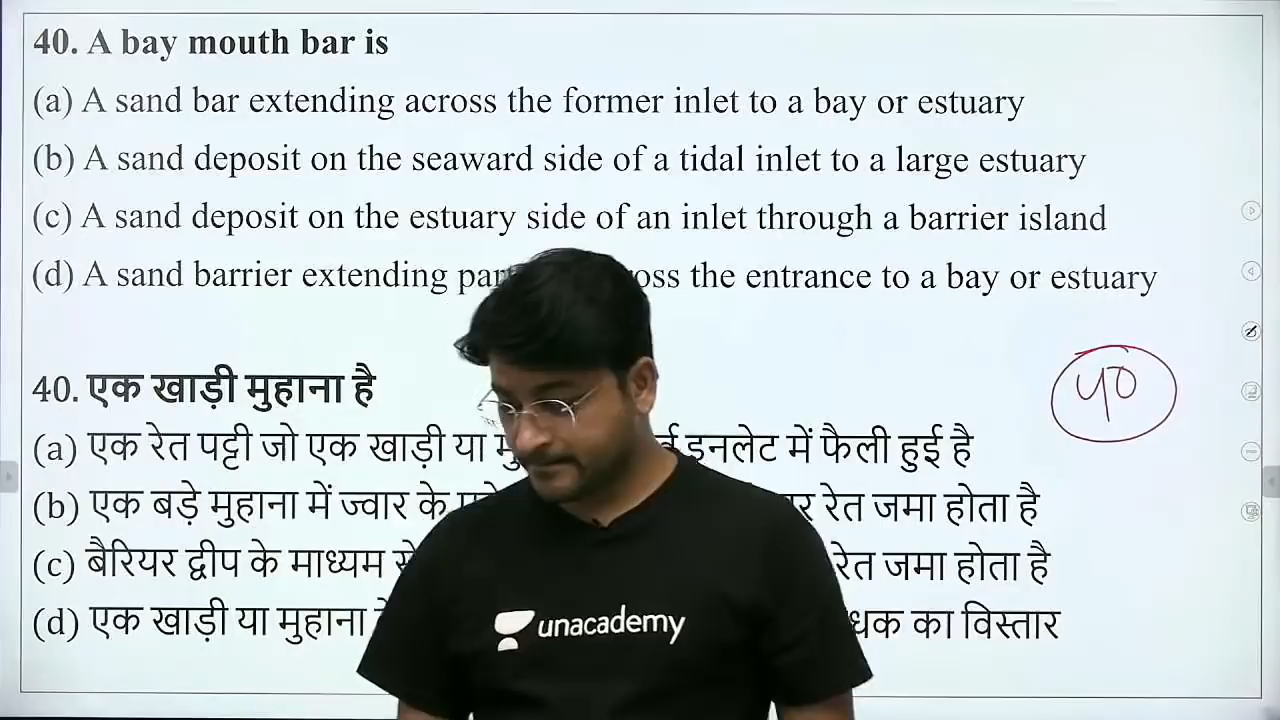 40. A bay mouth bar is
(a) A sand bar extending across the former inlet to a bay or estuary
(b) A sand deposit on the seaward side of a tidal inlet to a large estuary
(c) A sand deposit on the estuary side of an inlet through a barrier island
(d) A sand barrier extending the entrance to a bay or estuary
40. एक खाड़ी मुहाना है
40
(a) एक रेत पट्टी जो एक खाड़ी या इनलेट में फैली हुई है
(b) एक बड़े मुहाना में ज्वार के रेत जमा होता है
(c) बैरियर द्वीप के माध्यम रेत जमा होता है
(d) एक खाड़ी या मुहाना का विस्तार
unacademy